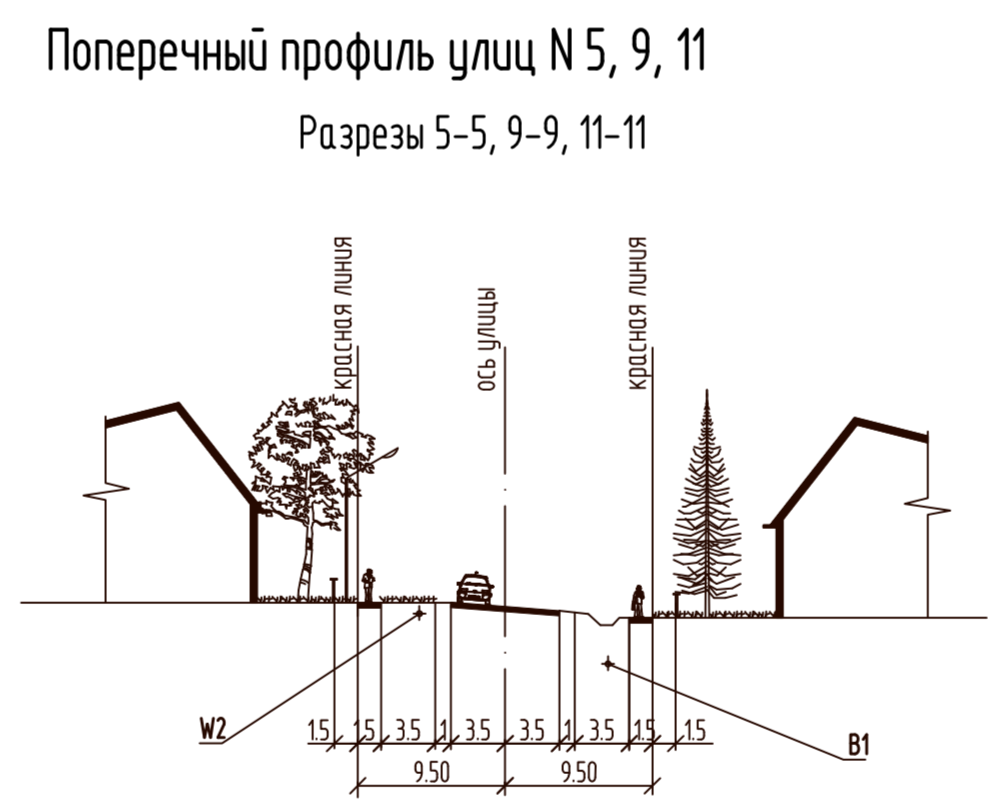 Поперечный профиль улиц N 5, 9, 11
Разрезы 5-5, 9-9, 11-11
красная линия
ось улицы
красная линия
W2
1.5 1.5 3.5 1 3.5 3.5 1 3.5 1.5 1.5
B1
9.50 9.50